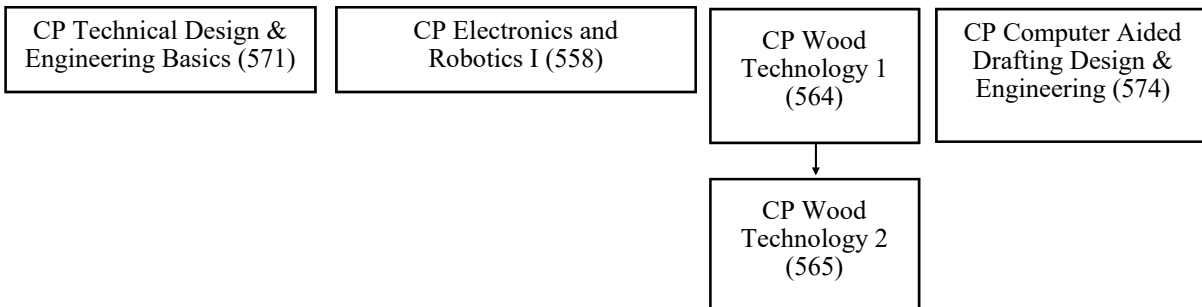 CP Technical Design &
Engineering Basics (571)
CP Electronics and
Robotics I (558)
CP Wood
Technology 1
(564)
CP Computer Aided
Drafting Design &
Engineering (574)
CP Wood
Technology 2
(565)